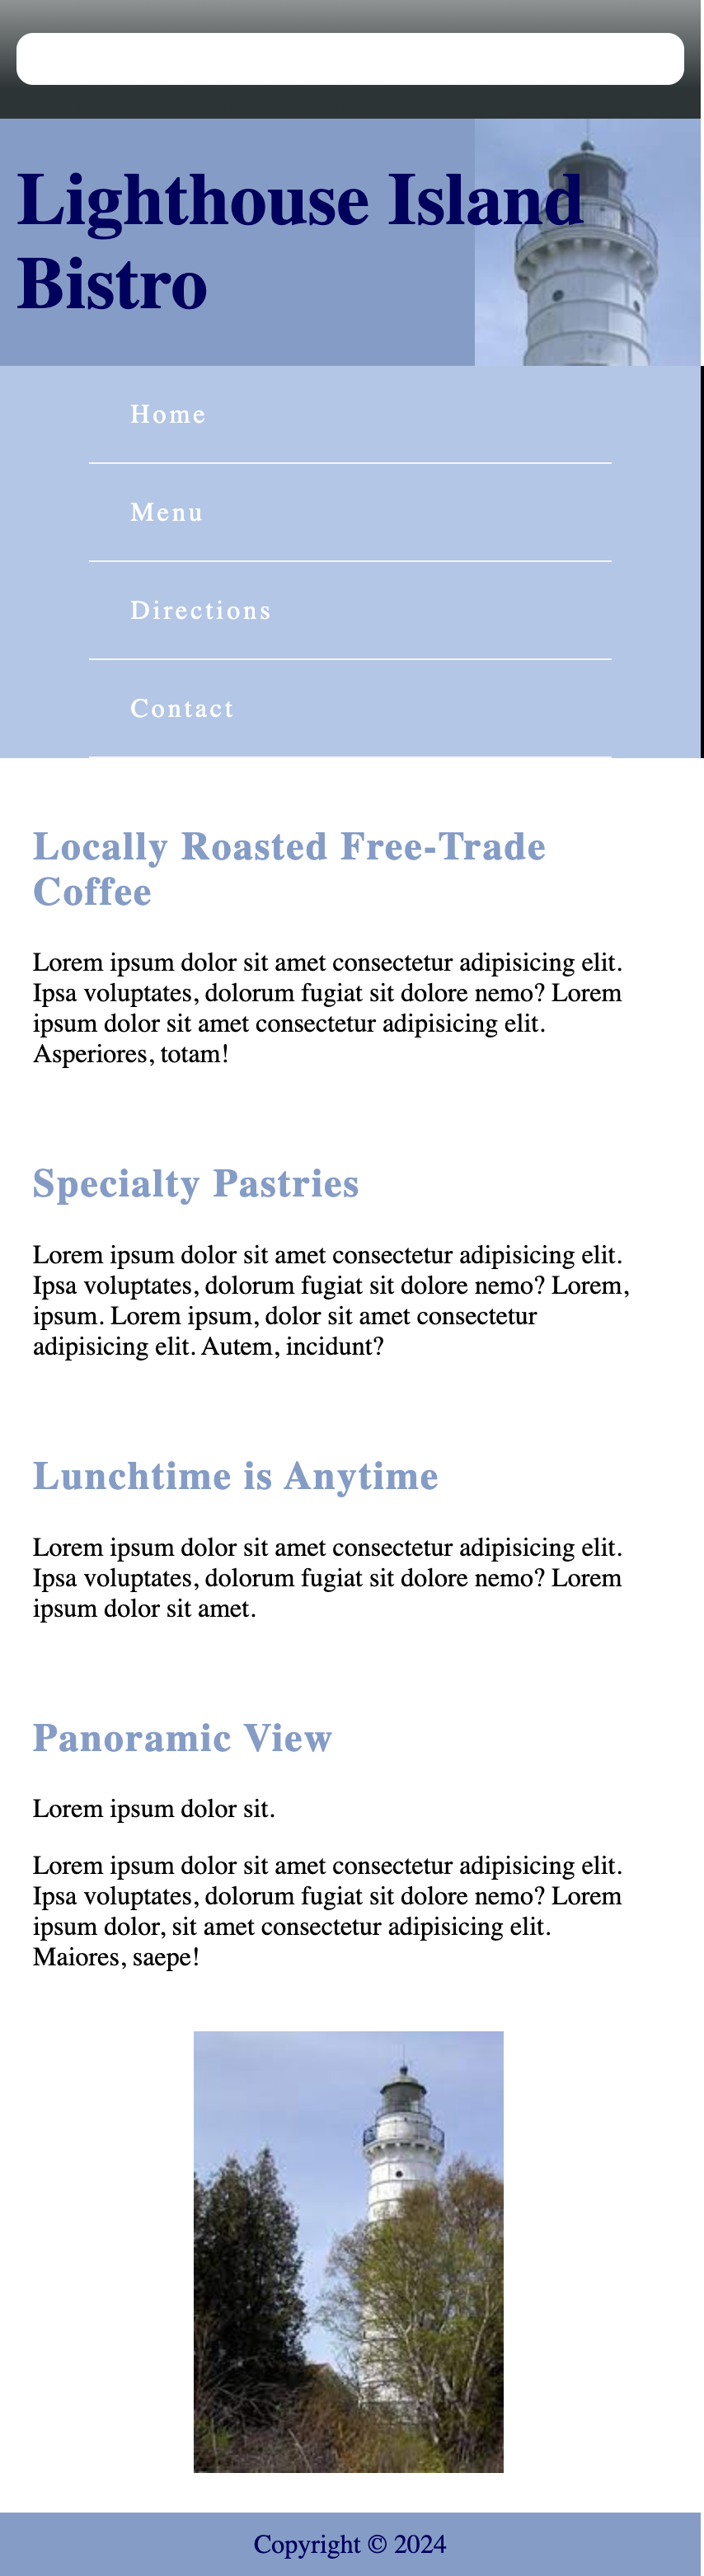 Lighthouse Island
Bistro
Home
Menu
Directions
Contact
Locally Roasted Free-Trade
Coffee
Lorem ipsum dolor sit amet consectetur adipisicing elit.
Ipsa voluptates, dolorum fugiat sit dolore nemo? Lorem
ipsum dolor sit amet consectetur adipisicing elit.
Asperiores, totam!
Specialty Pastries
Lorem ipsum dolor sit amet consectetur adipisicing elit.
Ipsa voluptates, dolorum fugiat sit dolore nemo? Lorem,
ipsum. Lorem ipsum, dolor sit amet consectetur
adipisicing elit. Autem, incidunt?
Lunchtime is Anytime
Lorem ipsum dolor sit amet consectetur adipisicing elit.
Ipsa voluptates, dolorum fugiat sit dolore nemo? Lorem
ipsum dolor sit amet.
Panoramic View
Lorem ipsum dolor sit.
Lorem ipsum dolor sit amet consectetur adipisicing elit.
Ipsa voluptates, dolorum fugiat sit dolore nemo? Lorem
ipsum dolor, sit amet consectetur adipisicing elit.
Maiores, saepe!
Copyright © 2024